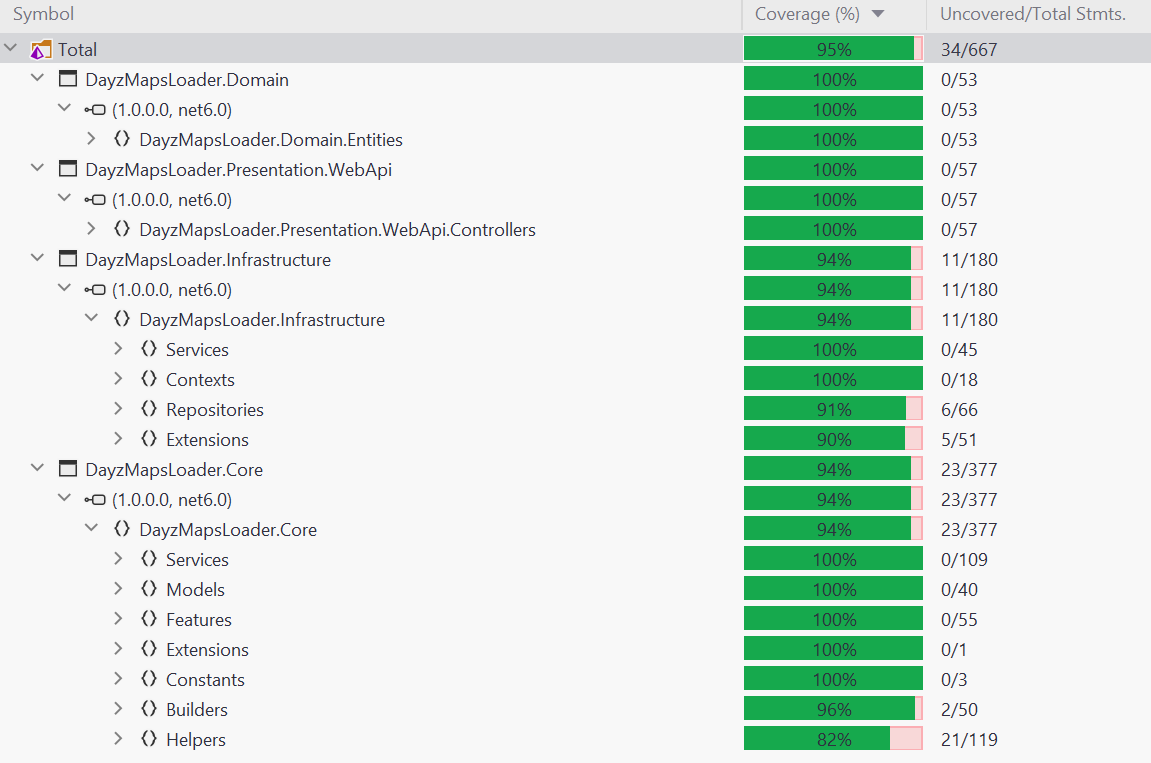 Symbol Coverage (%) Uncovered/Total Stmts.
Total 95% 34/667
DayzMapsLoader.Domain 100% 0/53
(1.0.0.0, net6.0) 100% 0/53
DayzMapsLoader.Domain.Entities 100% 0/53
DayzMapsLoader.Presentation.WebApi 100% 0/57
(1.0.0.0, net6.0) 100% 0/57
DayzMapsLoader.Presentation.WebApi.Controllers 100% 0/57
DayzMapsLoader.Infrastructure 94% 11/180
(1.0.0.0, net6.0) 94% 11/180
DayzMapsLoader.Infrastructure 94% 11/180
Services 100% 0/45
Contexts 100% 0/18
Repositories 91% 6/66
Extensions 90% 5/51
DayzMapsLoader.Core 94% 23/377
(1.0.0.0, net6.0) 94% 23/377
DayzMapsLoader.Core 94% 23/377
Services 100% 0/109
Models 100% 0/40
Features 100% 0/55
Extensions 100% 0/1
Constants 100% 0/3
Builders 96% 2/50
Helpers 82% 21/119